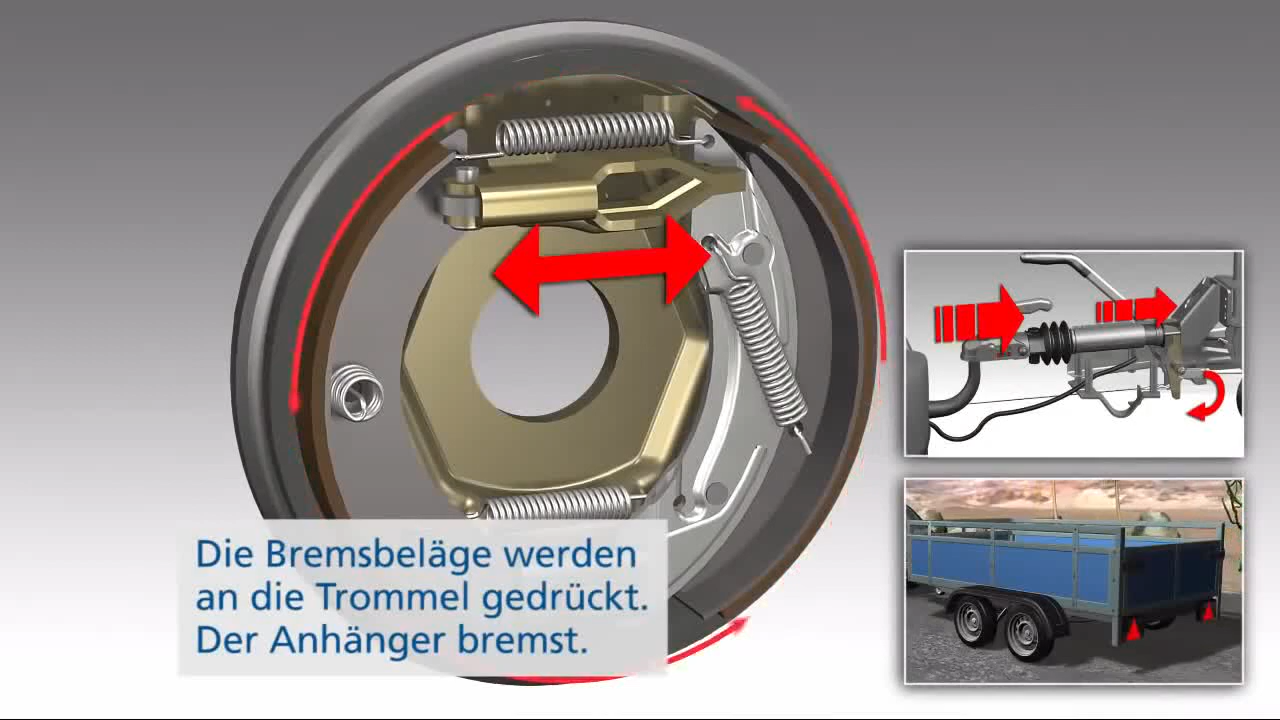 Die Bremsbeläge werden
an die Trommel gedrückt.
Der Anhänger bremst.